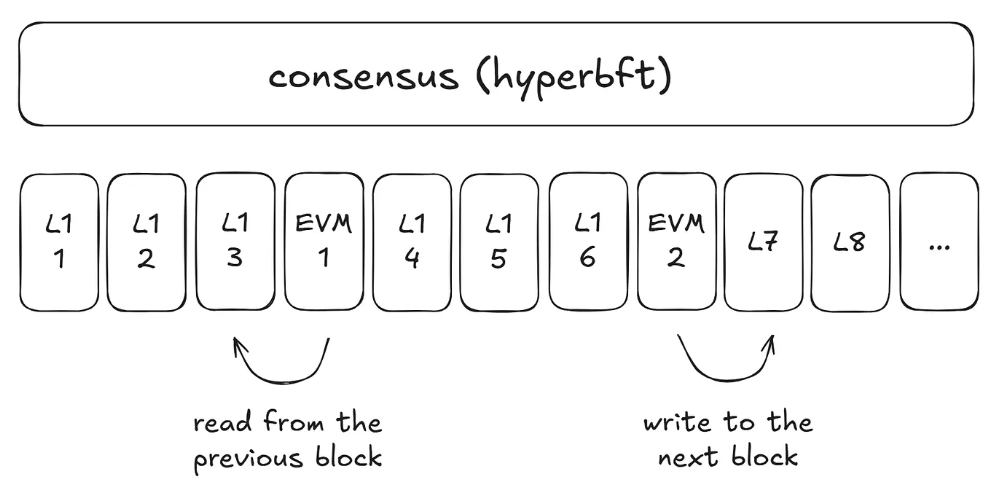 consensus (hyperbft)
L1
1
L1
2
L1
3
EVM
1
L1
4
L1
5
L1
6
EVM
2
L7
L8
...
read from the
previous block
write to the
next block